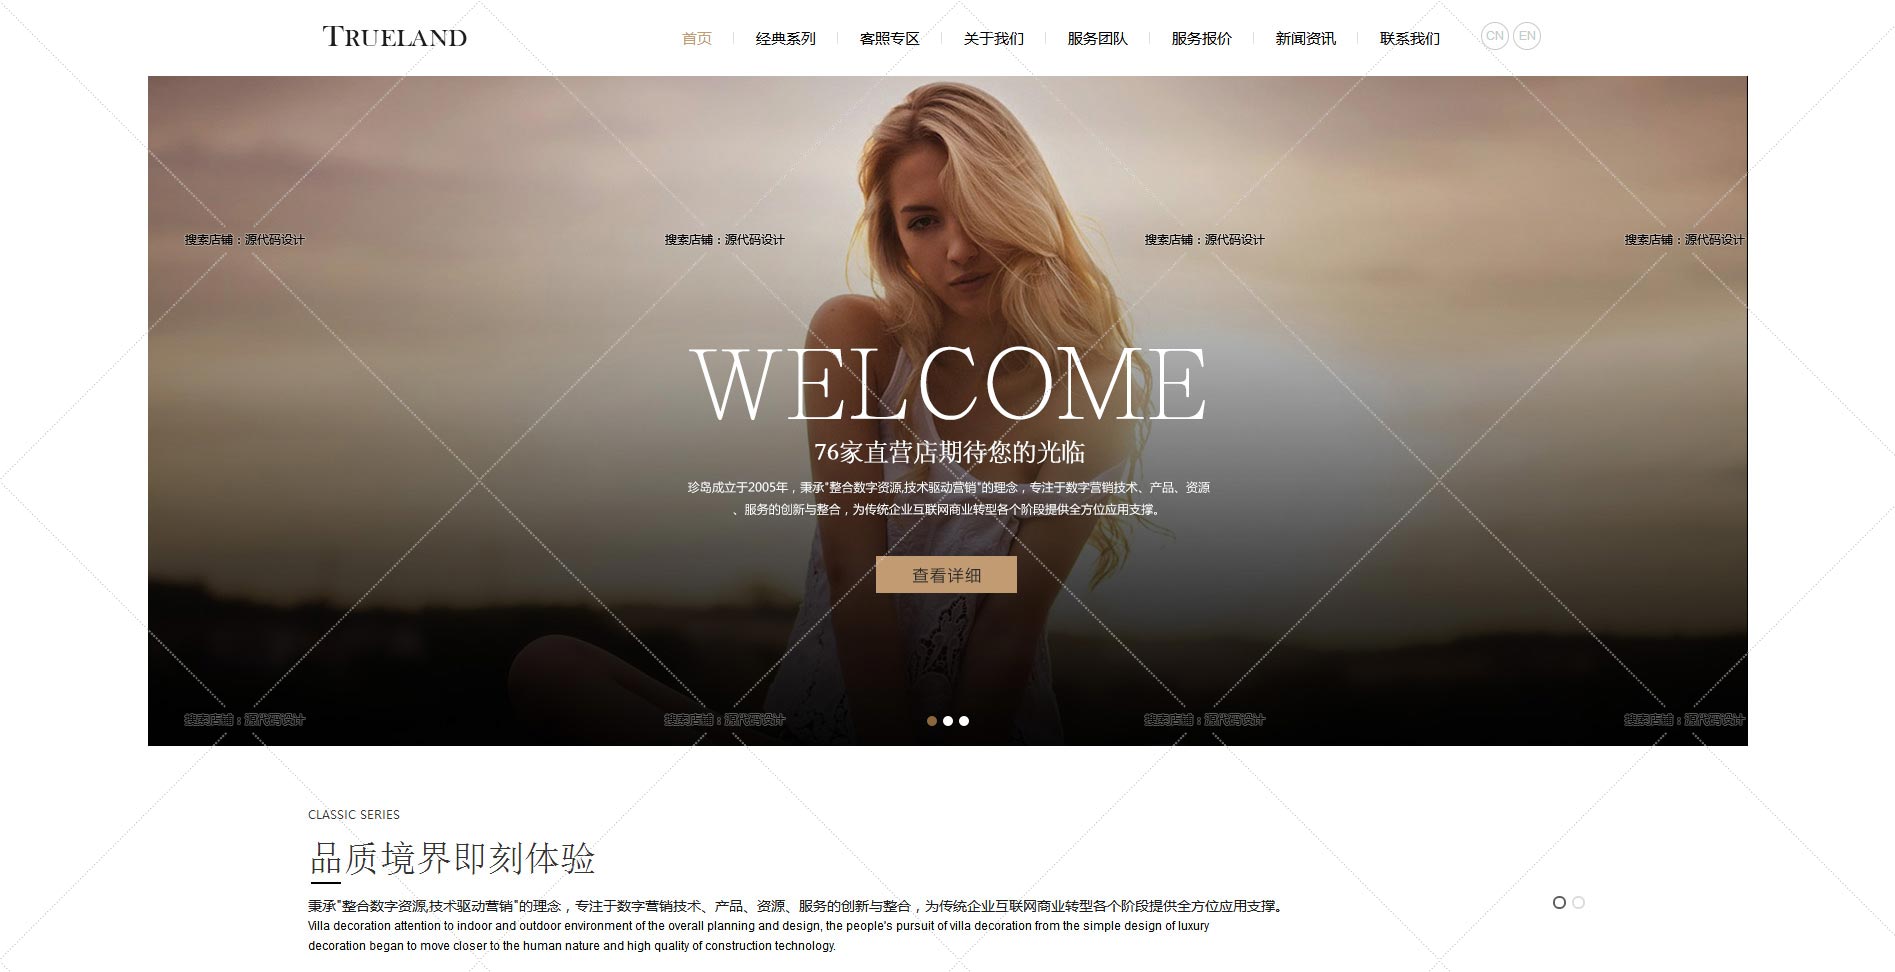 TRUELAND
首页 经典系列 客照专区 关于我们 服务团队 服务报价 新闻资讯 联系我们 CN EN
搜索店铺：源代码设计 搜索店铺：源代码设计 搜索店铺：源代码设计 搜索店铺：源代码设计
WELCOME
76家直营店期待您的光临
珍岛成立于2005年，秉承"整合数字资源,技术驱动营销"的理念，专注于数字营销技术、产品、资源
、服务的创新与整合，为传统企业互联网商业转型各个阶段提供全方位应用支撑。
查看详细
搜索店铺：源代码设计 搜索店铺：源代码设计 搜索店铺：源代码设计 搜索店铺：源代码设计
CLASSIC SERIES
品质境界即刻体验
秉承"整合数字资源,技术驱动营销"的理念，专注于数字营销技术、产品、资源、服务的创新与整合，为传统企业互联网商业转型各个阶段提供全方位应用支撑。
Villa decoration attention to indoor and outdoor environment of the overall planning and design, the people's pursuit of villa decoration from the simple design of luxury
decoration began to move closer to the human nature and high quality of construction technology.